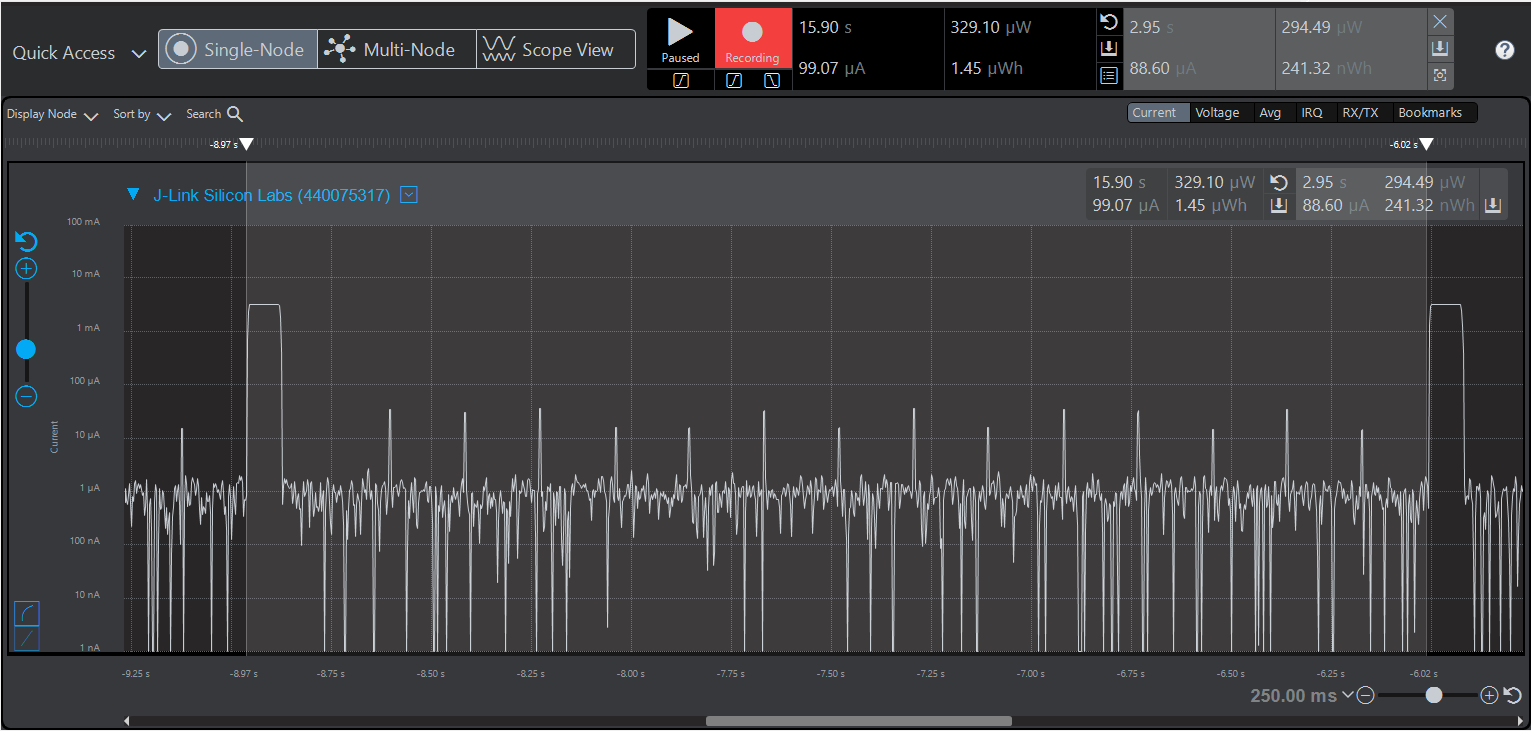 Quick Access
Single-Node
Multi-Node
Scope View
Paused
Recording
15.90 s
329.10 µW
99.07 µA
1.45 µWh
2.95 s
294.49 µW
88.60 µA
241.32 nWh
Display Node
Sort by
Search
Current Voltage Avg IRQ RX/TX Bookmarks
-8.97 s
-6.02 s
J-Link Silicon Labs (440075317)
15.90 s 329.10 µW 2.95 s 294.49 µW
99.07 µA 1.45 µWh 88.60 µA 241.32 nWh
100 mA
10 mA
1 mA
100 µA
10 µA
1 µA
100 nA
10 nA
1 nA
Current
-9.25 s -8.97 s -8.75 s -8.50 s -8.25 s -8.00 s -7.75 s -7.50 s -7.25 s -7.00 s -6.75 s -6.50 s -6.25 s -6.02 s
250.00 ms